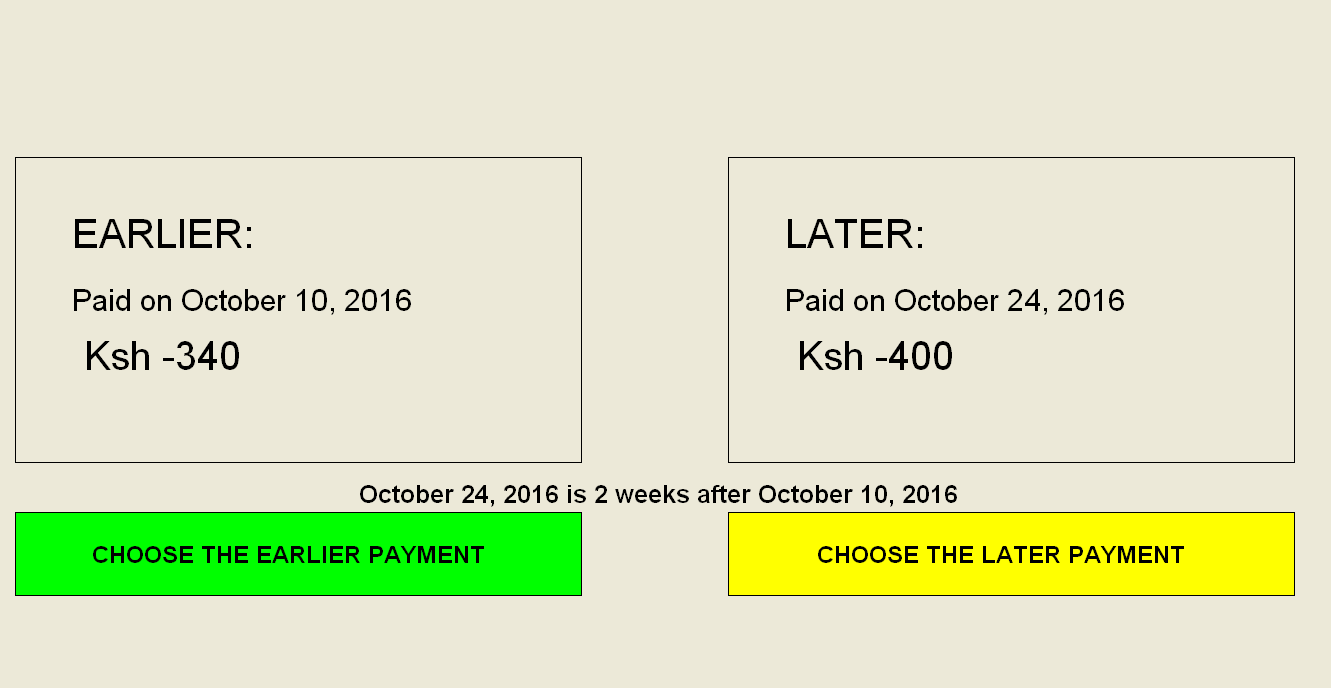 EARLIER:
Paid on October 10, 2016
Ksh -340
LATER:
Paid on October 24, 2016
Ksh -400
October 24, 2016 is 2 weeks after October 10, 2016
CHOOSE THE EARLIER PAYMENT
CHOOSE THE LATER PAYMENT